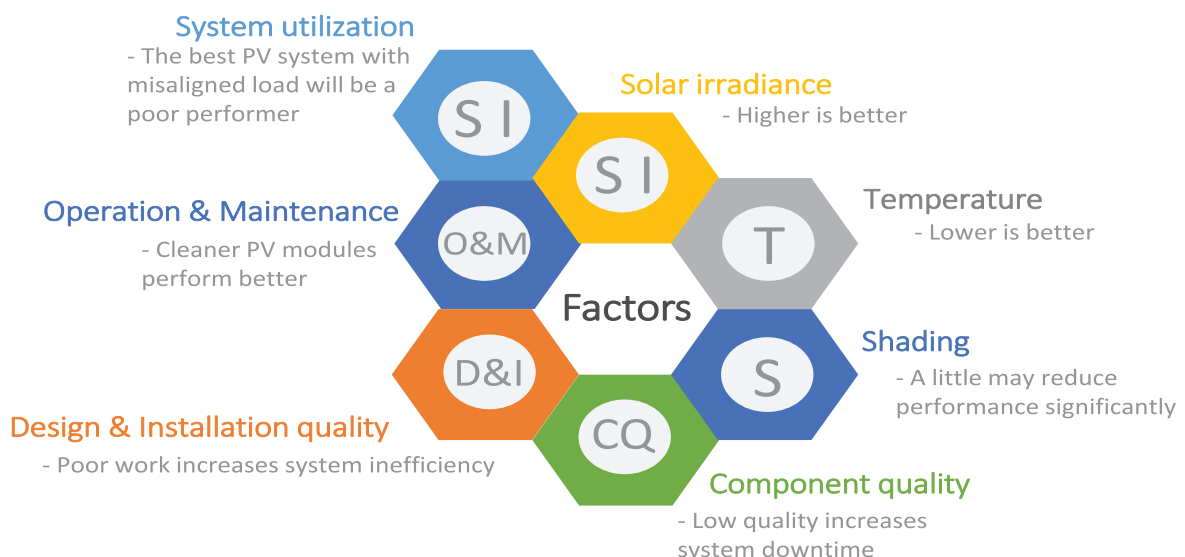 System utilization
- The best PV system with
misaligned load will be a
poor performer
S I
Solar irradiance
- Higher is better
S I
Operation & Maintenance
- Cleaner PV modules
perform better
O&M
Temperature
- Lower is better
T
Factors
Shading
- A little may reduce
performance significantly
S
D&I
Design & Installation quality
- Poor work increases system inefficiency
CQ
Component quality
- Low quality increases
system downtime